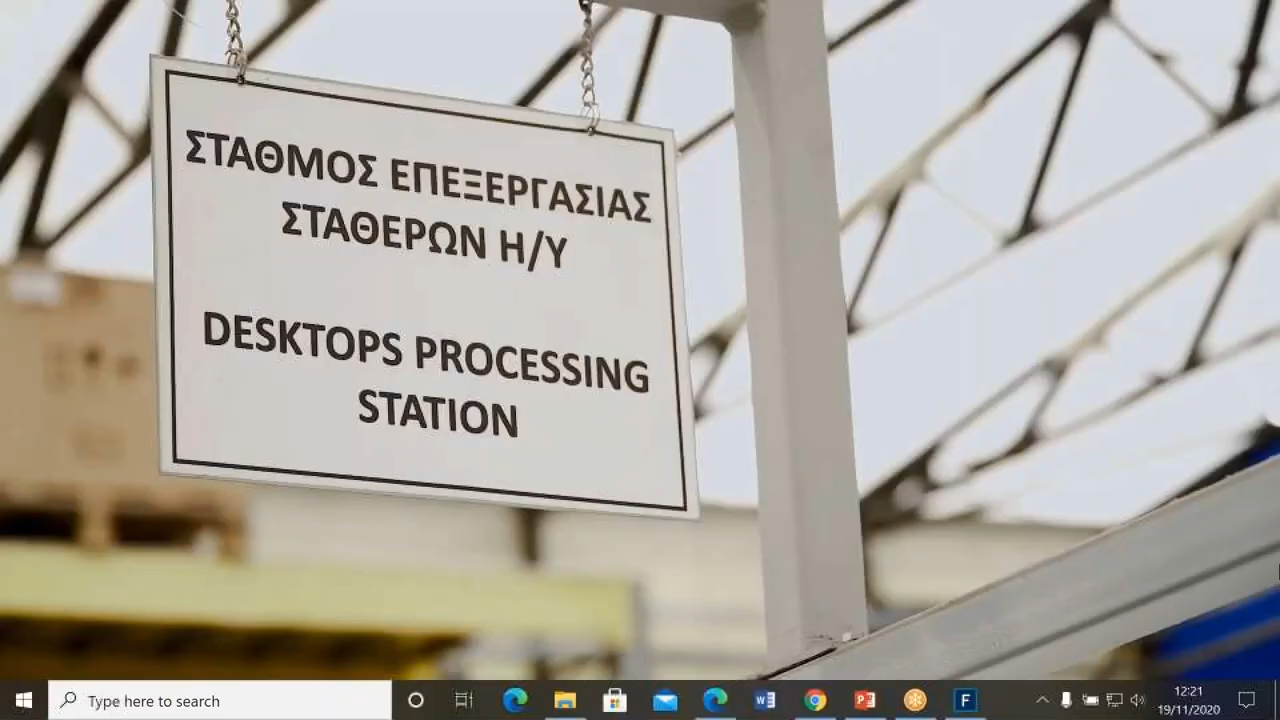 ΣΤΑΘΜΟΣ ΕΠΕΞΕΡΓΑΣΙΑΣ
ΣΤΑΘΕΡΩΝ Η/Υ
DESKTOPS PROCESSING
STATION
Type here to search
12:21
19/11/2020